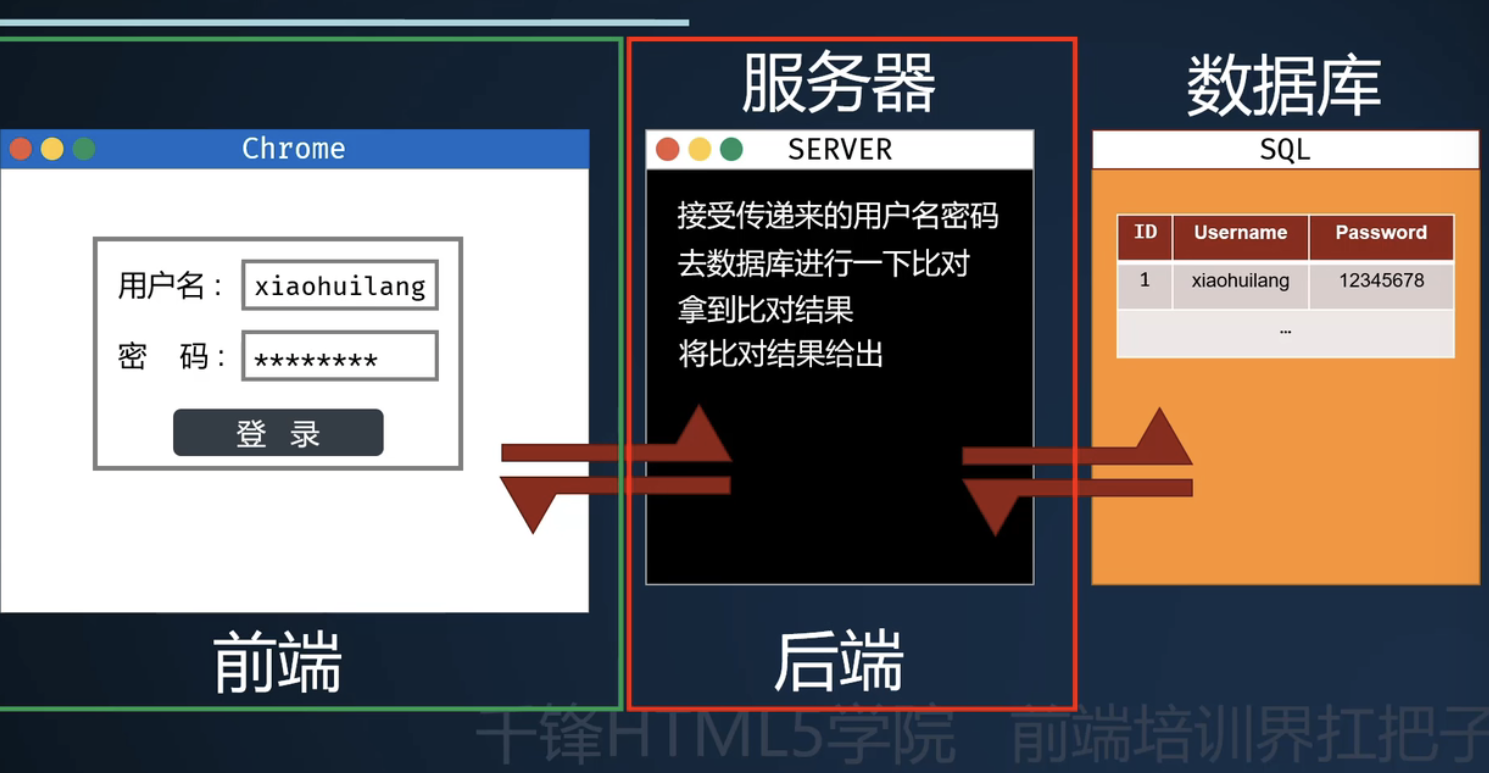 服务器
数据库
Chrome
SERVER
SQL
用户名：
xiaohuilang
密 码：
********
登 录
接受传递来的用户名密码
去数据库进行一下比对
拿到比对结果
将比对结果给出
ID Username Password
1 xiaohuilang 12345678
...
前端
后端
千锋HTML5学院 前端培训界扛把子